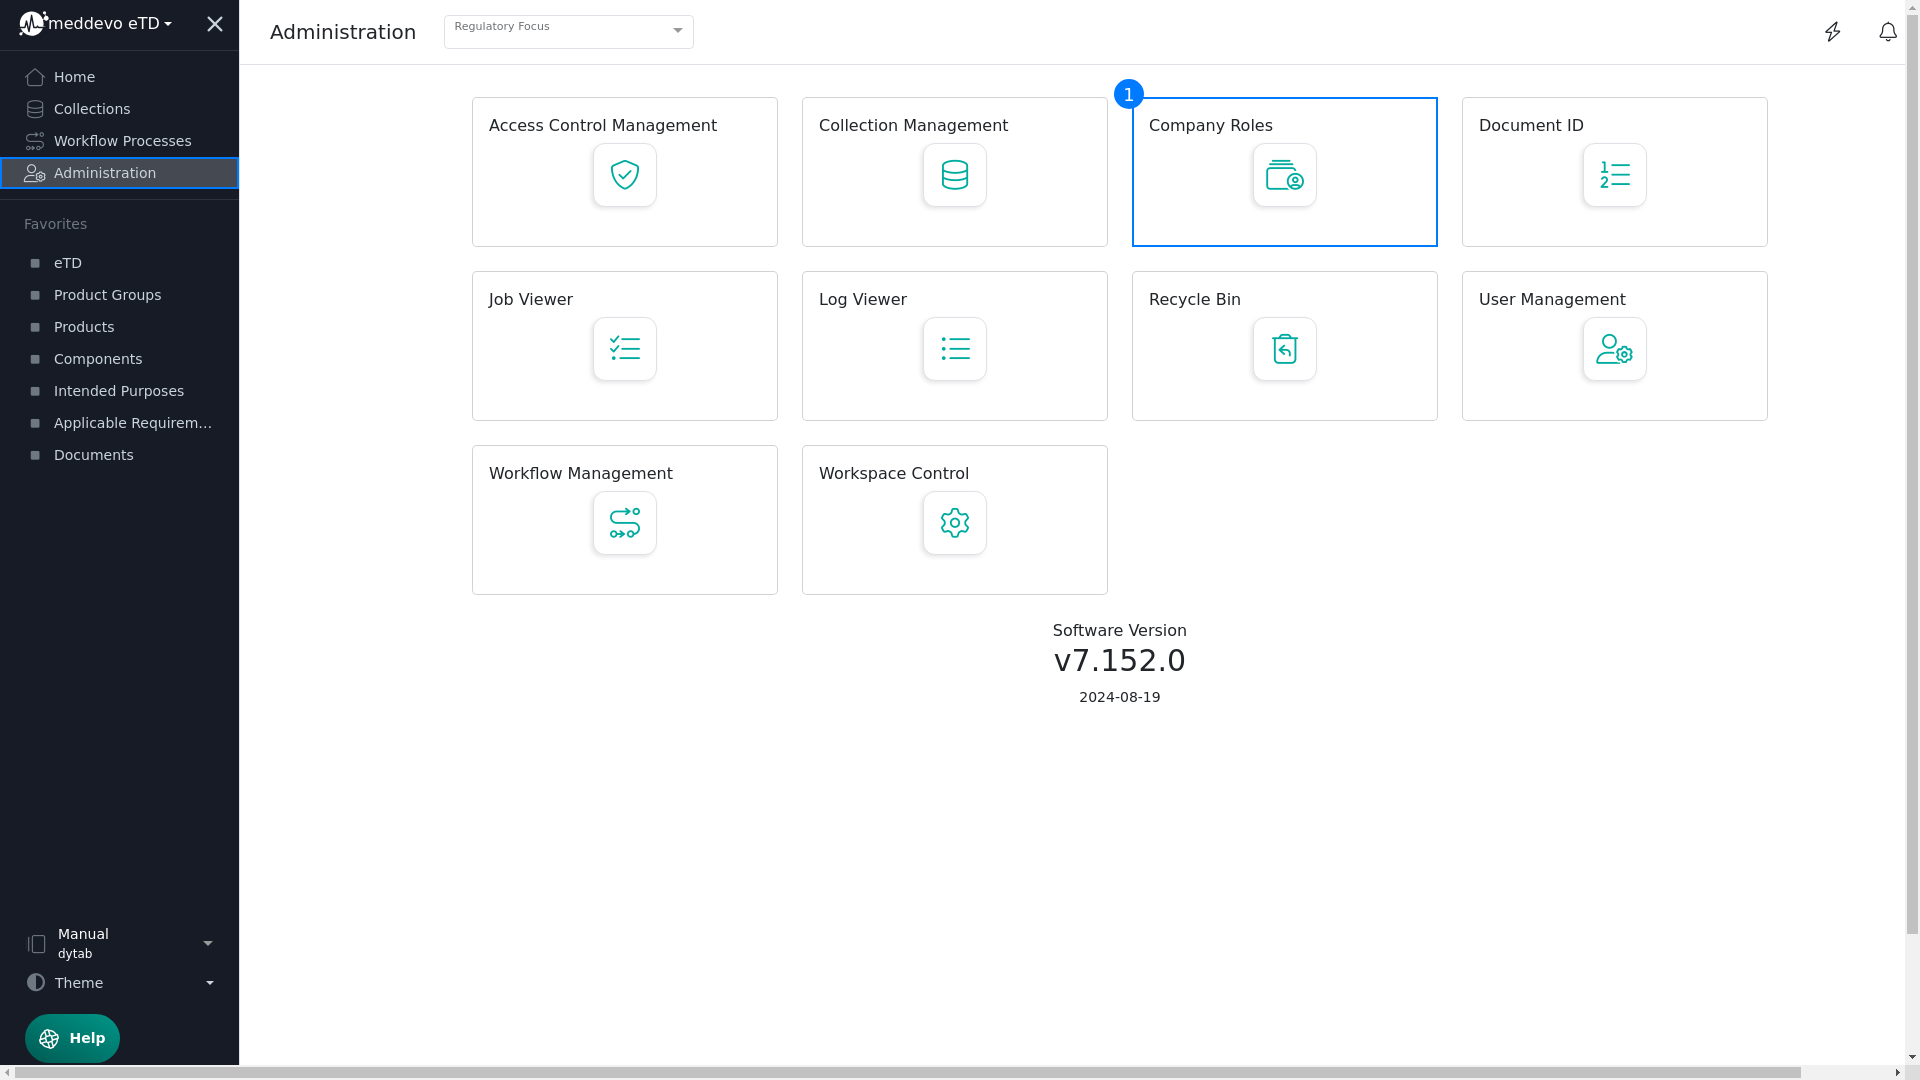 meddevo eTD
Home
Collections
Workflow Processes
Administration
Favorites
eTD
Product Groups
Products
Components
Intended Purposes
Applicable Requirem...
Documents
Manual
dytab
Theme
Help
Administration
Regulatory Focus
1
Access Control Management
Collection Management
Company Roles
Document ID
1
2
Job Viewer
Log Viewer
Recycle Bin
User Management
Workflow Management
Workspace Control
Software Version
v7.152.0
2024-08-19